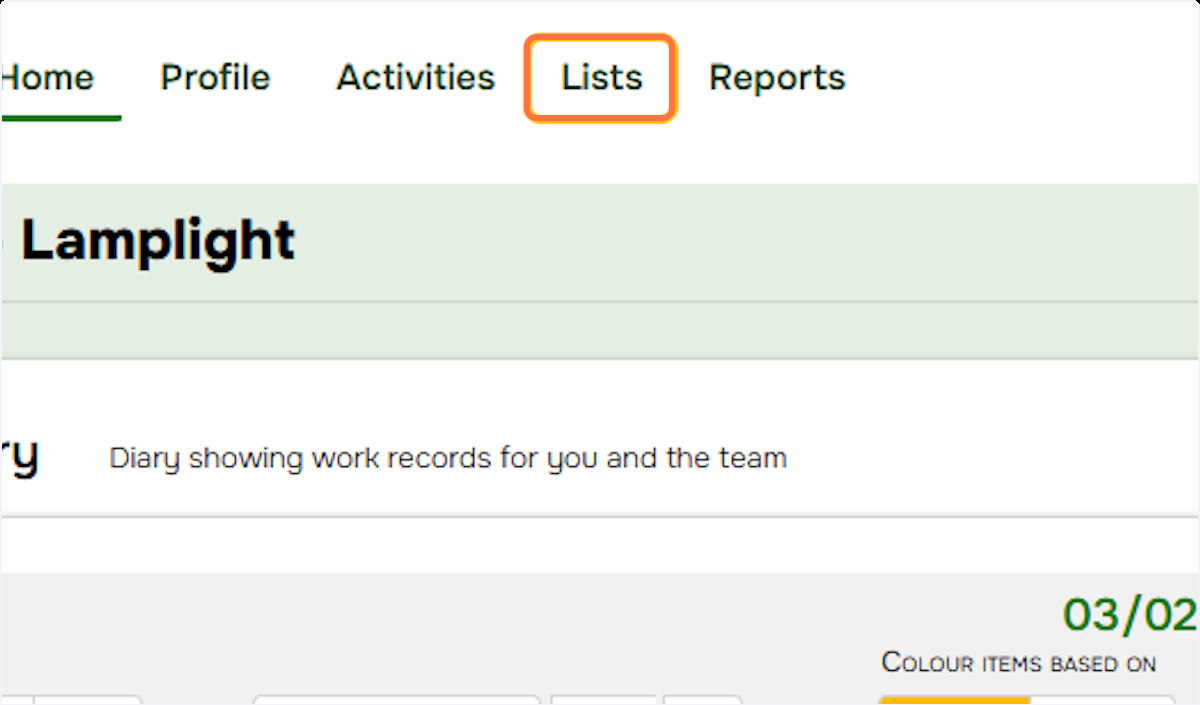 Home Profile Activities Lists Reports
Lamplight
ry Diary showing work records for you and the team
03/02
COLOUR ITEMS BASED ON